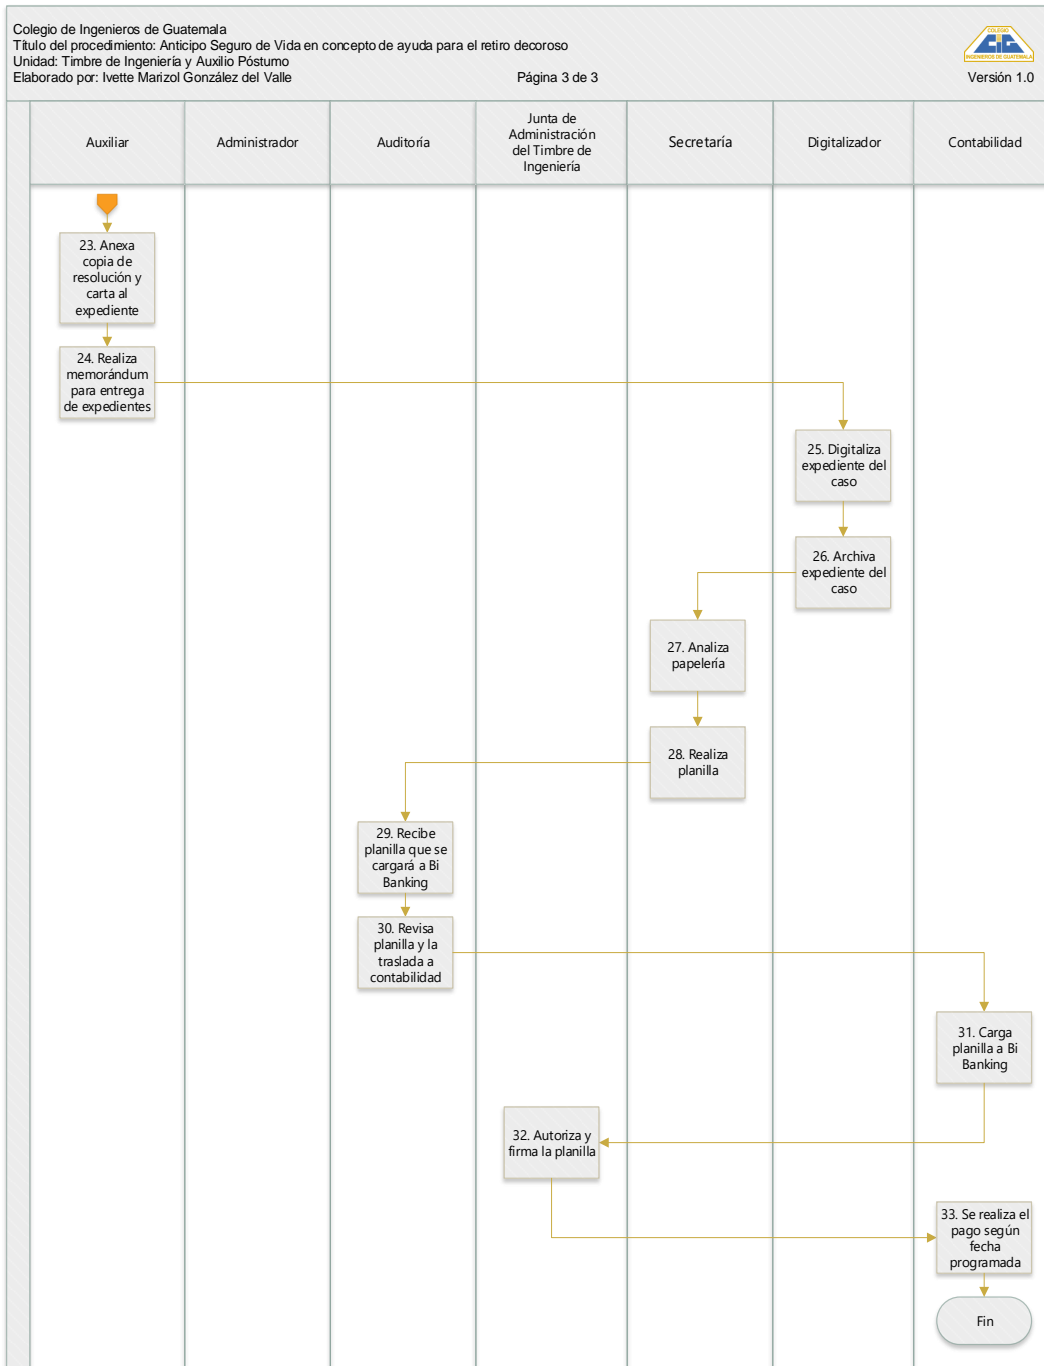 Colegio de Ingenieros de Guatemala
Título del procedimiento: Anticipo Seguro de Vida en concepto de ayuda para el retiro decoroso
Unidad: Timbre de Ingeniería y Auxilio Póstumo
Elaborado por: Ivette Marizol González del Valle
Página 3 de 3
COLEGIO
CIG
INGENIEROS DE GUATEMALA
Versión 1.0
Auxiliar
Administrador
Auditoría
Junta de
Administración
del Timbre de
Ingeniería
Secretaría
Digitalizador
Contabilidad
23. Anexa
copia de
resolución y
carta al
expediente
24. Realiza
memorándum
para entrega
de expedientes
25. Digitaliza
expediente del
caso
26. Archiva
expediente del
caso
27. Analiza
papelería
28. Realiza
planilla
29. Recibe
planilla que se
cargará a Bi
Banking
30. Revisa
planilla y la
traslada a
contabilidad
31. Carga
planilla a Bi
Banking
32. Autoriza y
firma la planilla
33. Se realiza el
pago según
fecha
programada
Fin